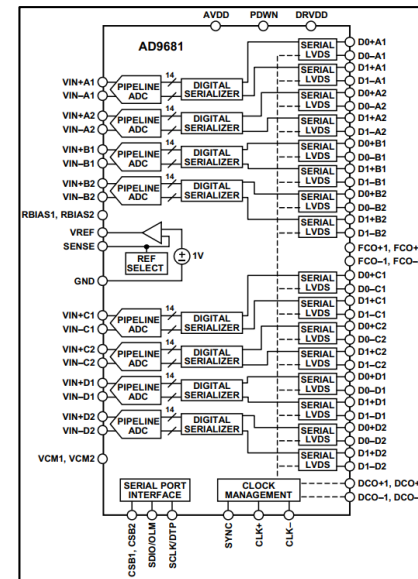 AVDD PDWN DRVDD
AD9681
VIN+A1
VIN–A1
PIPELINE
ADC
14
DIGITAL
SERIALIZER
SERIAL
LVDS
D0+A1
D0–A1
SERIAL
LVDS
D1+A1
D1–A1
VIN+A2
VIN–A2
PIPELINE
ADC
14
DIGITAL
SERIALIZER
SERIAL
LVDS
D0+A2
D0–A2
SERIAL
LVDS
D1+A2
D1–A2
VIN+B1
VIN–B1
PIPELINE
ADC
14
DIGITAL
SERIALIZER
SERIAL
LVDS
D0+B1
D0–B1
SERIAL
LVDS
D1+B1
D1–B1
VIN+B2
VIN–B2
PIPELINE
ADC
14
DIGITAL
SERIALIZER
SERIAL
LVDS
D0+B2
D0–B2
SERIAL
LVDS
D1+B2
D1–B2
RBIAS1, RBIAS2
VREF
SENSE
REF
SELECT
1V
GND
FCO+1, FCO+
FCO–1, FCO–
VIN+C1
VIN–C1
PIPELINE
ADC
14
DIGITAL
SERIALIZER
SERIAL
LVDS
D0+C1
D0–C1
SERIAL
LVDS
D1+C1
D1–C1
VIN+C2
VIN–C2
PIPELINE
ADC
14
DIGITAL
SERIALIZER
SERIAL
LVDS
D0+C2
D0–C2
SERIAL
LVDS
D1+C2
D1–C2
VIN+D1
VIN–D1
PIPELINE
ADC
14
DIGITAL
SERIALIZER
SERIAL
LVDS
D0+D1
D0–D1
SERIAL
LVDS
D1+D1
D1–D1
VIN+D2
VIN–D2
PIPELINE
ADC
14
DIGITAL
SERIALIZER
SERIAL
LVDS
D0+D2
D0–D2
SERIAL
LVDS
D1+D2
D1–D2
VCM1, VCM2
SERIAL PORT
INTERFACE
CLOCK
MANAGEMENT
DCO+1, DCO+
DCO–1, DCO–
CSB1, CSB2
SDIO/OLM
SCLK/DTP
SYNC
CLK+
CLK–